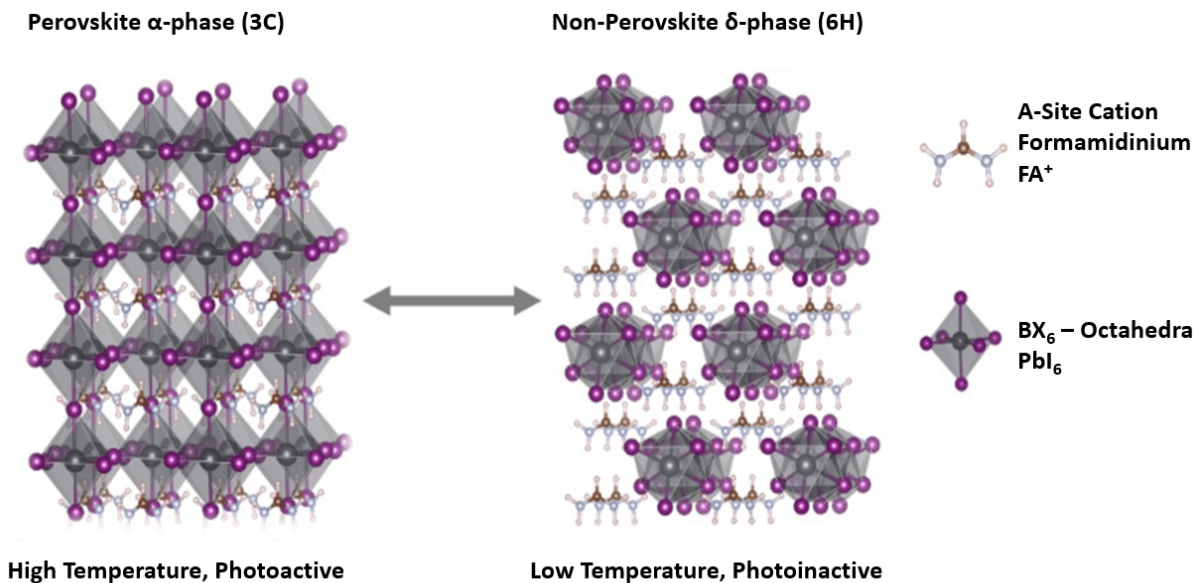 Perovskite α-phase (3C)
Non-Perovskite δ-phase (6H)
A-Site Cation
Formamidinium
FA⁺
BX₆ – Octahedra
PbI₆
High Temperature, Photoactive
Low Temperature, Photoinactive